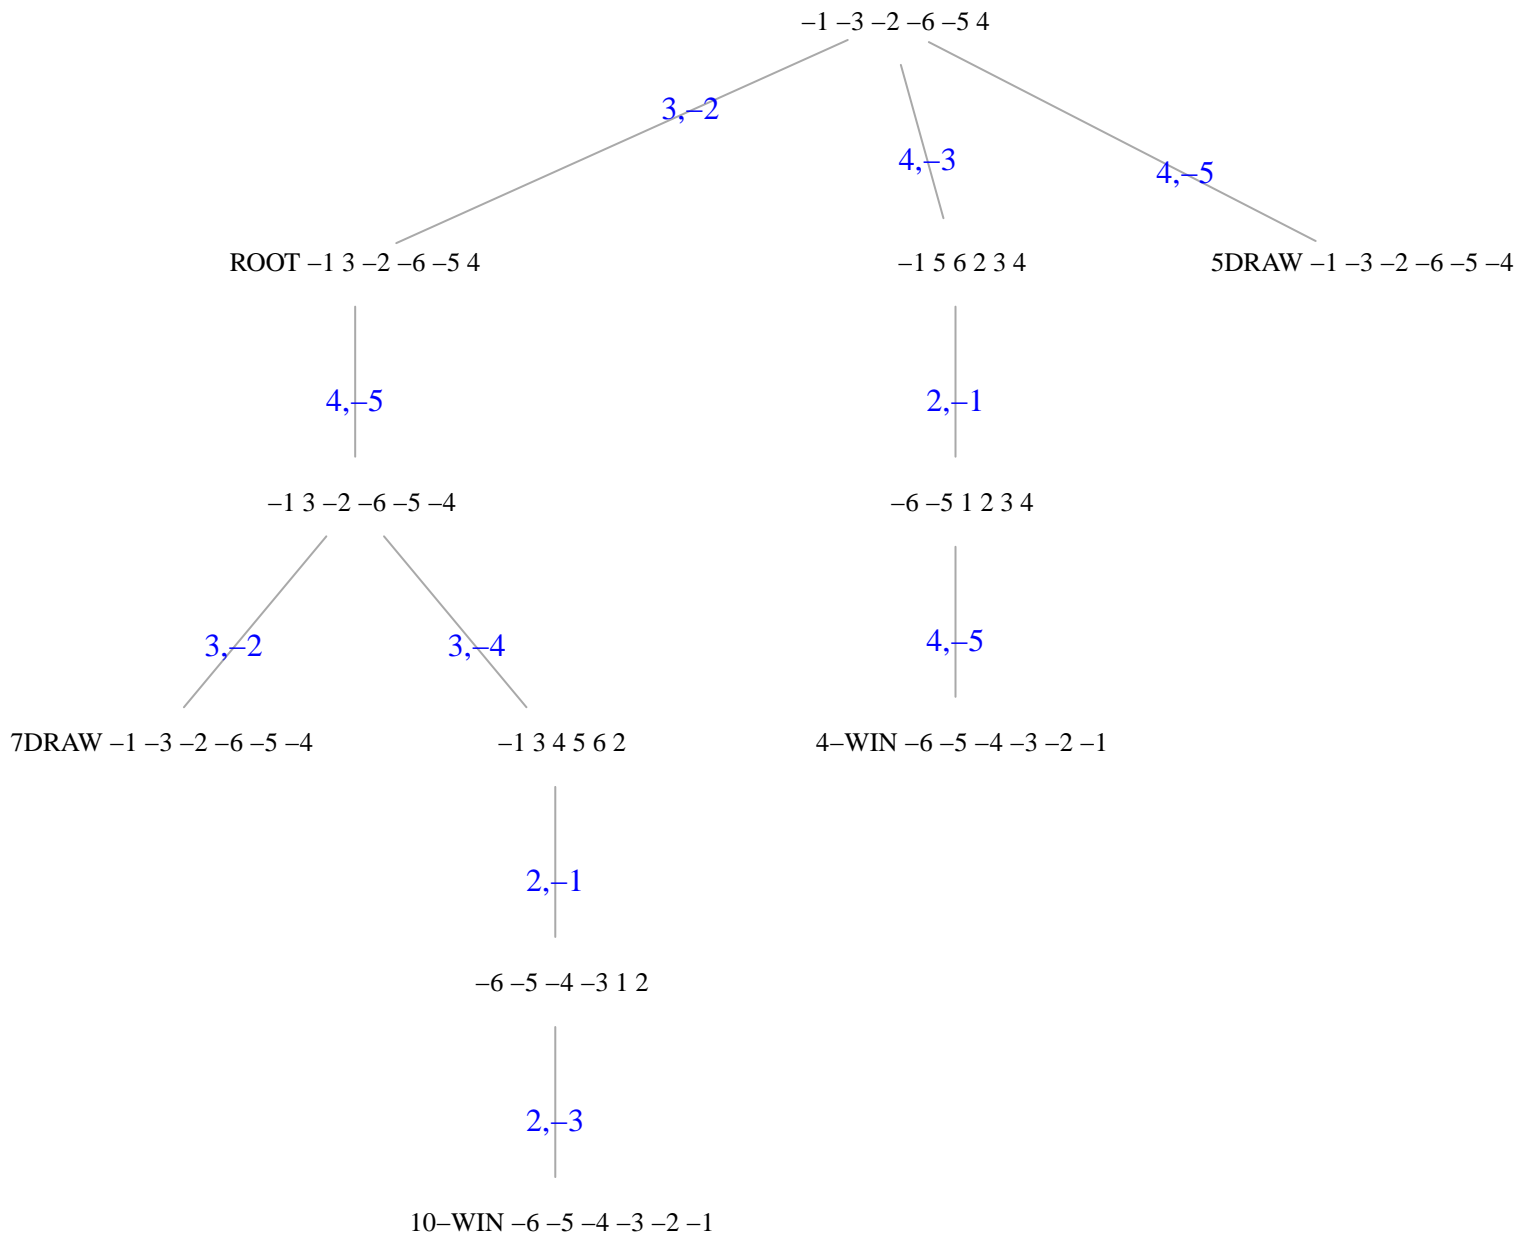 –1 –3 –2 –6 –5 4
3,–2
4,–3
4,–5
ROOT –1 3 –2 –6 –5 4
–1 5 6 2 3 4
5DRAW –1 –3 –2 –6 –5 –4
4,–5
2,–1
–1 3 –2 –6 –5 –4
–6 –5 1 2 3 4
3,–2
3,–4
4,–5
7DRAW –1 –3 –2 –6 –5 –4
–1 3 4 5 6 2
4–WIN –6 –5 –4 –3 –2 –1
2,–1
–6 –5 –4 –3 1 2
2,–3
10–WIN –6 –5 –4 –3 –2 –1